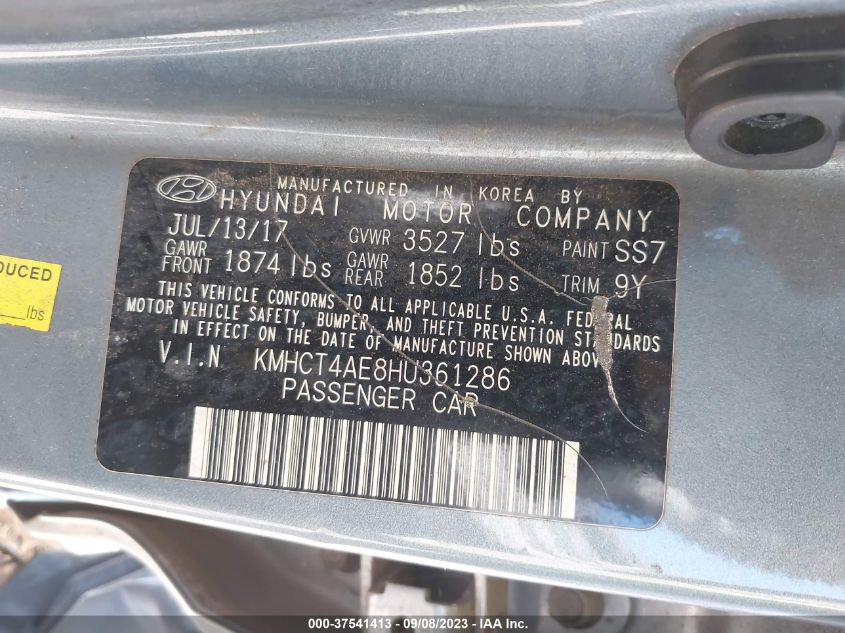 MANUFACTURED IN KOREA BY
HYUNDAI MOTOR COMPANY
JUL/13/17 GVWR 3527 lbs PAINT SS7
GAWR FRONT 1874 lbs GAWR REAR 1852 lbs TRIM 9Y
THIS VEHICLE CONFORMS TO ALL APPLICABLE U.S.A. FEDERAL
MOTOR VEHICLE SAFETY, BUMPER, AND THEFT PREVENTION STANDARDS
IN EFFECT ON THE DATE OF MANUFACTURE SHOWN ABOVE
V.I.N KMHCT4AE8HU361286
PASSENGER CAR
ODUCED
lbs
000-37541413 - 09/08/2023 - IAA Inc.